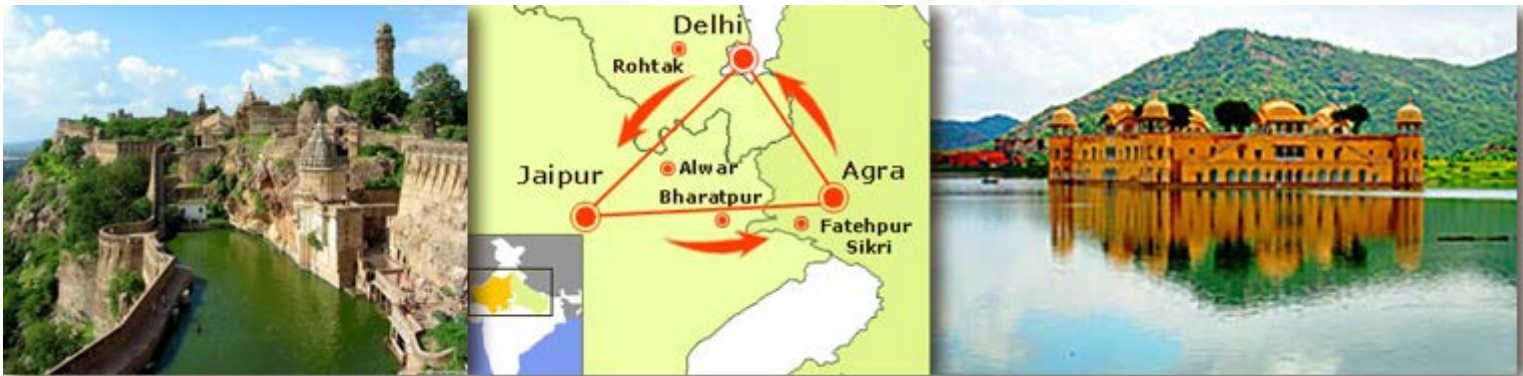 Delhi
Rohtak
Jaipur
Alwar
Agra
Bharatpur
Fatehpur
Sikri